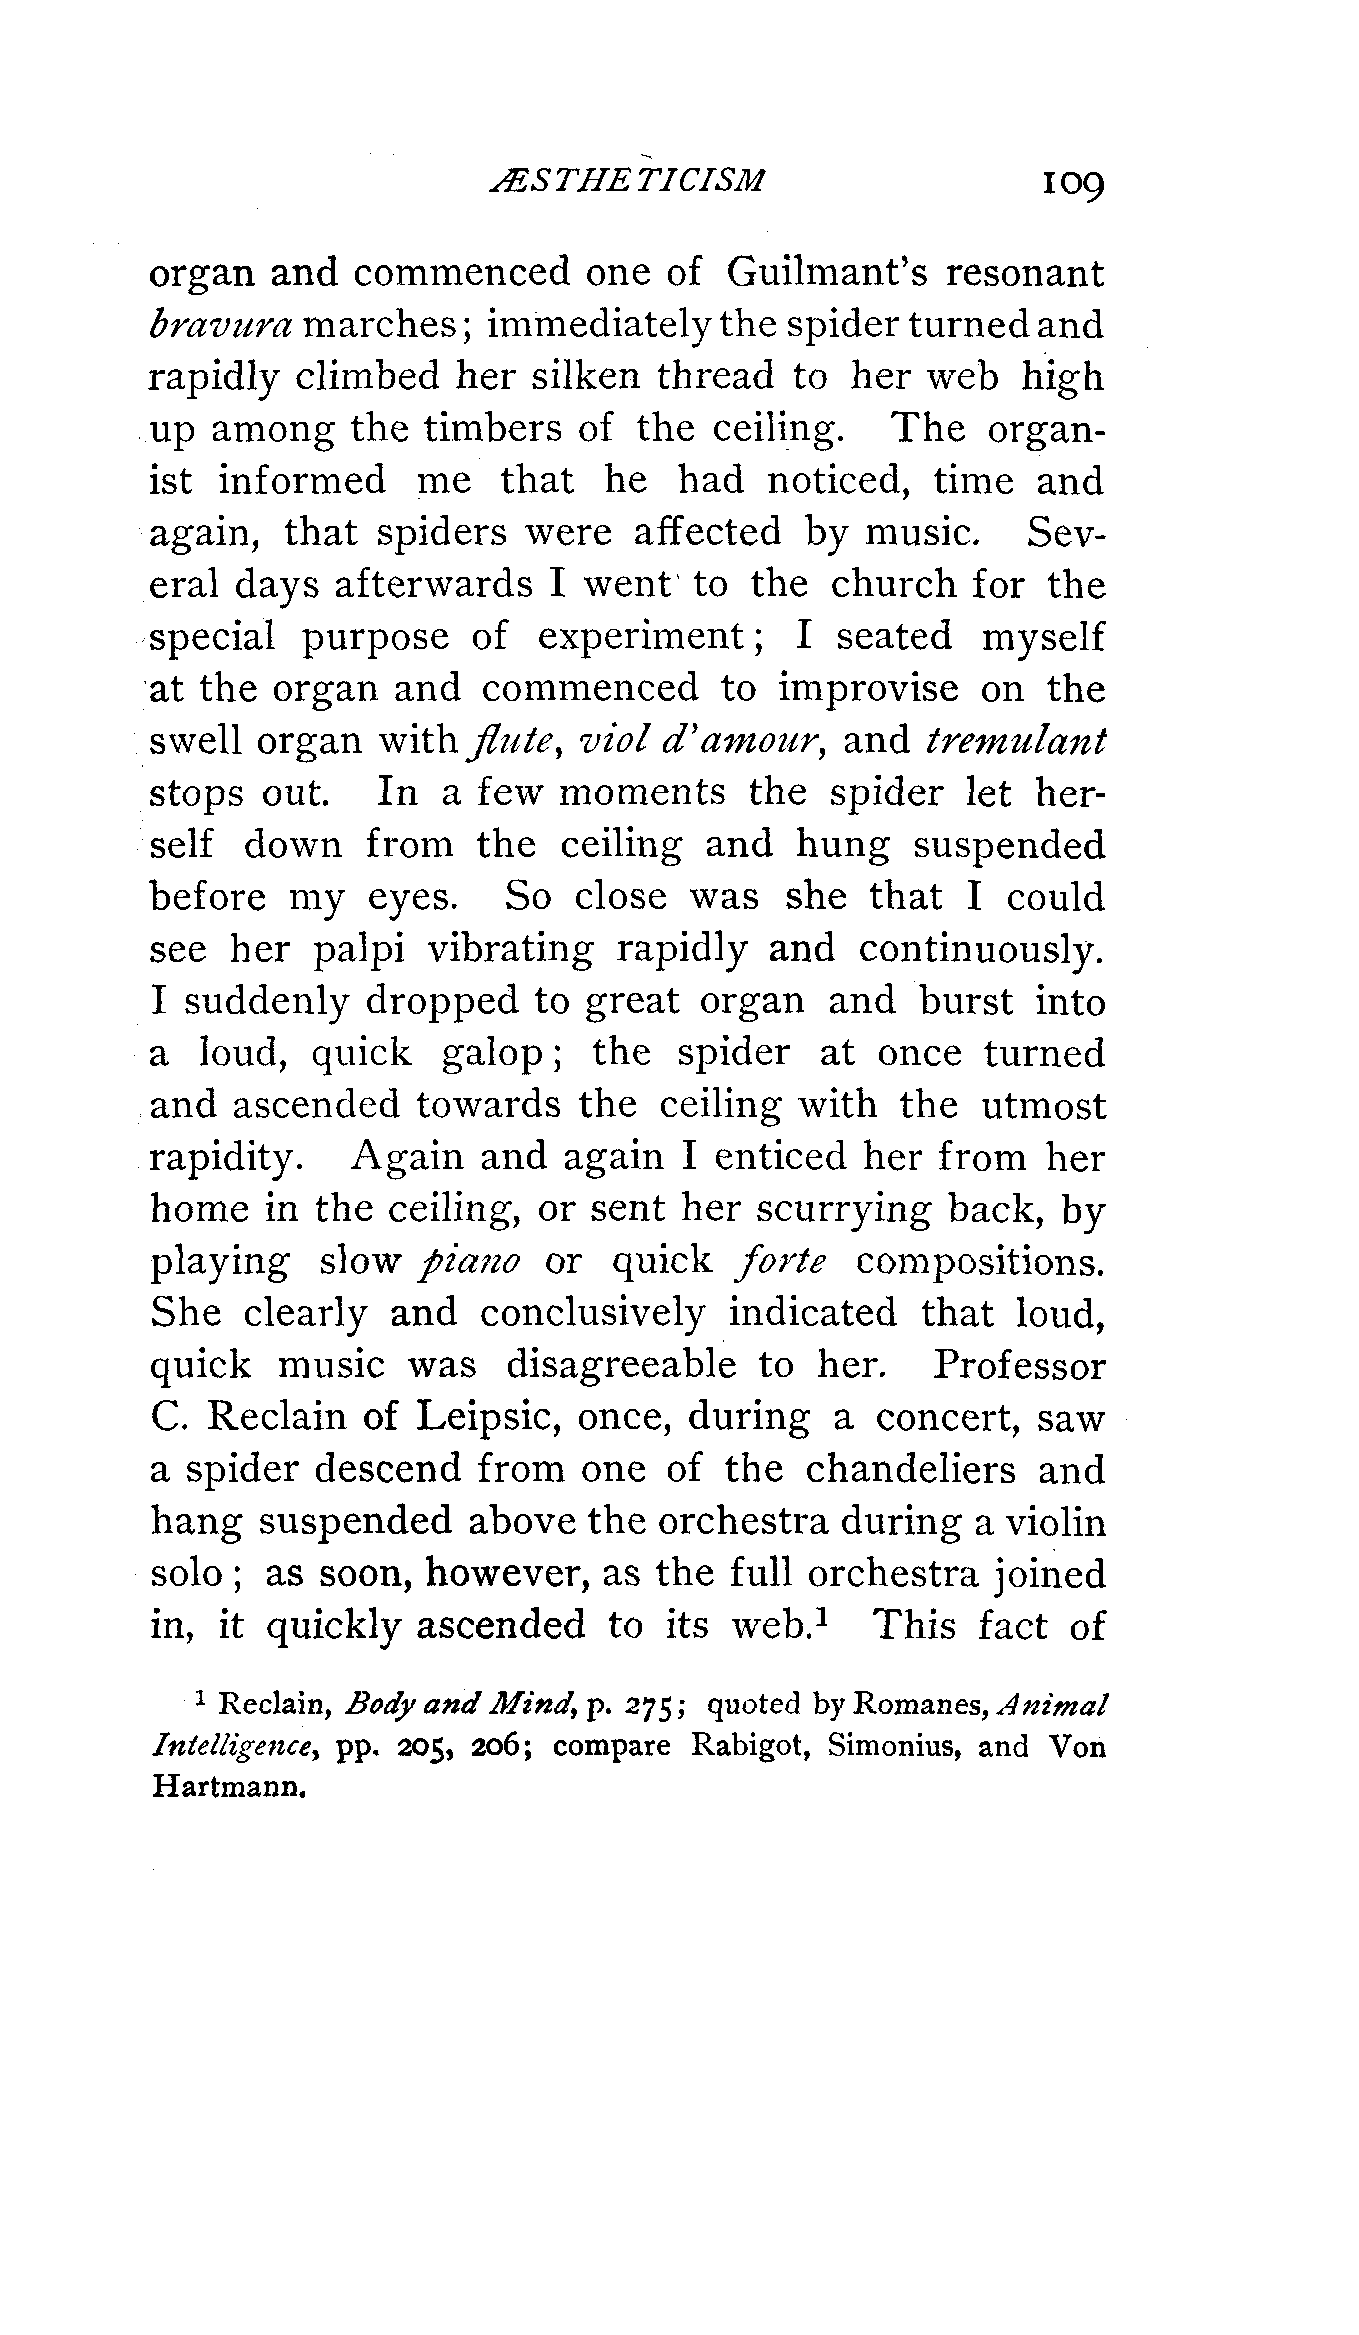 ÆSTHETICISM 109
organ and commenced one of Guilmant's resonant
bravura marches; immediately the spider turned and
rapidly climbed her silken thread to her web high
up among the timbers of the ceiling. The organ-
ist informed me that he had noticed, time and
again, that spiders were affected by music. Sev-
eral days afterwards I went to the church for the
special purpose of experiment; I seated myself
at the organ and commenced to improvise on the
swell organ with flute, viol d'amour, and tremulant
stops out. In a few moments the spider let her-
self down from the ceiling and hung suspended
before my eyes. So close was she that I could
see her palpi vibrating rapidly and continuously.
I suddenly dropped to great organ and burst into
a loud, quick galop; the spider at once turned
and ascended towards the ceiling with the utmost
rapidity. Again and again I enticed her from her
home in the ceiling, or sent her scurrying back, by
playing slow piano or quick forte compositions.
She clearly and conclusively indicated that loud,
quick music was disagreeable to her. Professor
C. Reclain of Leipsic, once, during a concert, saw
a spider descend from one of the chandeliers and
hang suspended above the orchestra during a violin
solo; as soon, however, as the full orchestra joined
in, it quickly ascended to its web.¹ This fact of
¹ Reclain, Body and Mind, p. 275; quoted by Romanes, Animal
Intelligence, pp. 205, 206; compare Rabigot, Simonius, and Von
Hartmann.